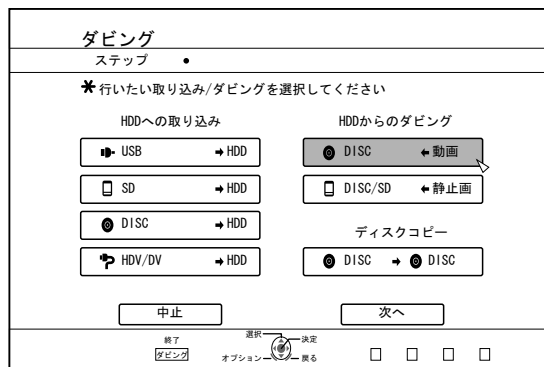 ダビング
ステップ ●
✱行いたい取り込み/ダビングを選択してください
HDDへの取り込み
USB ➡ HDD
SD ➡ HDD
DISC ➡ HDD
HDV/DV ➡ HDD
HDDからのダビング
DISC ⬅ 動画
DISC/SD ⬅ 静止画
ディスクコピー
DISC ➡ DISC
中止
次へ
終了
ダビング
選択
決定
オプション
戻る